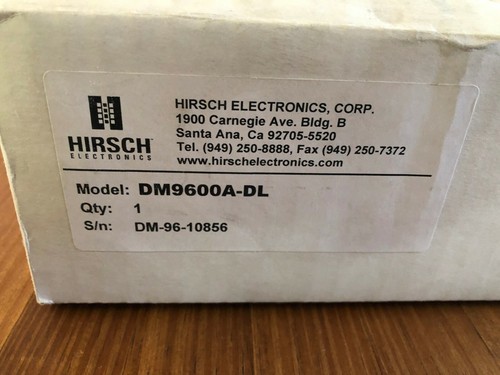 HIRSCH
ELECTRONICS
HIRSCH ELECTRONICS, CORP.
1900 Carnegie Ave. Bldg. B
Santa Ana, Ca 92705-5520
Tel. (949) 250-8888, Fax (949) 250-7372
www.hirschelectronics.com
Model: DM9600A-DL
Qty: 1
S/n: DM-96-10856